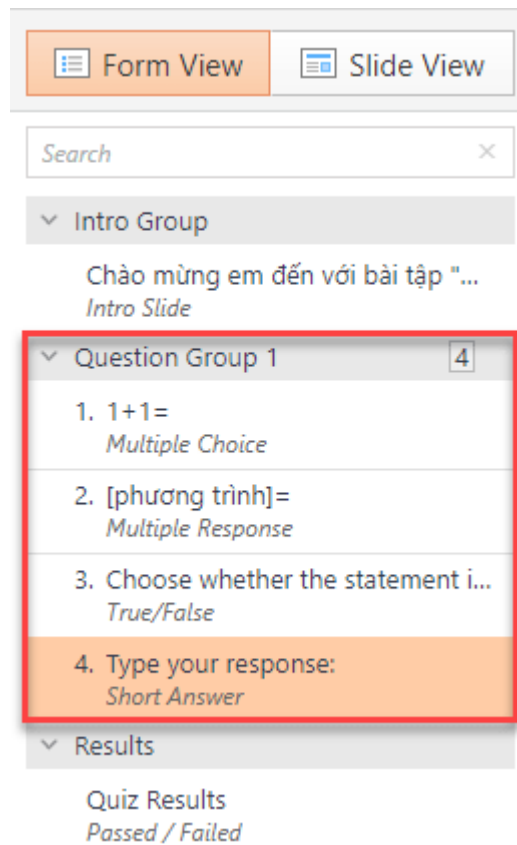 Form View
Slide View
Search
Intro Group
Chào mừng em đến với bài tập "...
Intro Slide
Question Group 1 4
1. 1+1=
Multiple Choice
2. [phương trình]=
Multiple Response
3. Choose whether the statement i...
True/False
4. Type your response:
Short Answer
Results
Quiz Results
Passed / Failed